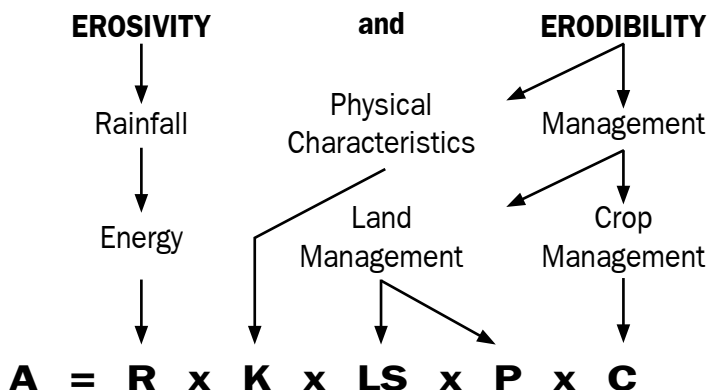 EROSIVITY and ERODIBILITY
Rainfall
Physical
Characteristics
Management
Energy
Land
Management
Crop
Management
A = R x K x LS x P x C